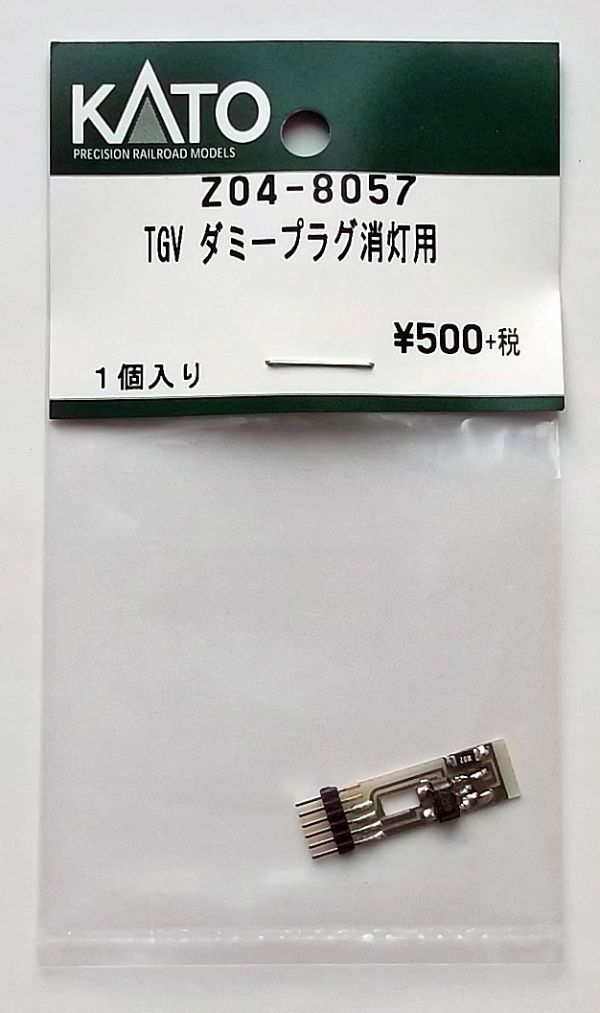 KATO
PRECISION RAILROAD MODELS
Z04-8057
TGV ダミープラグ消灯用
¥500+税
1個入り